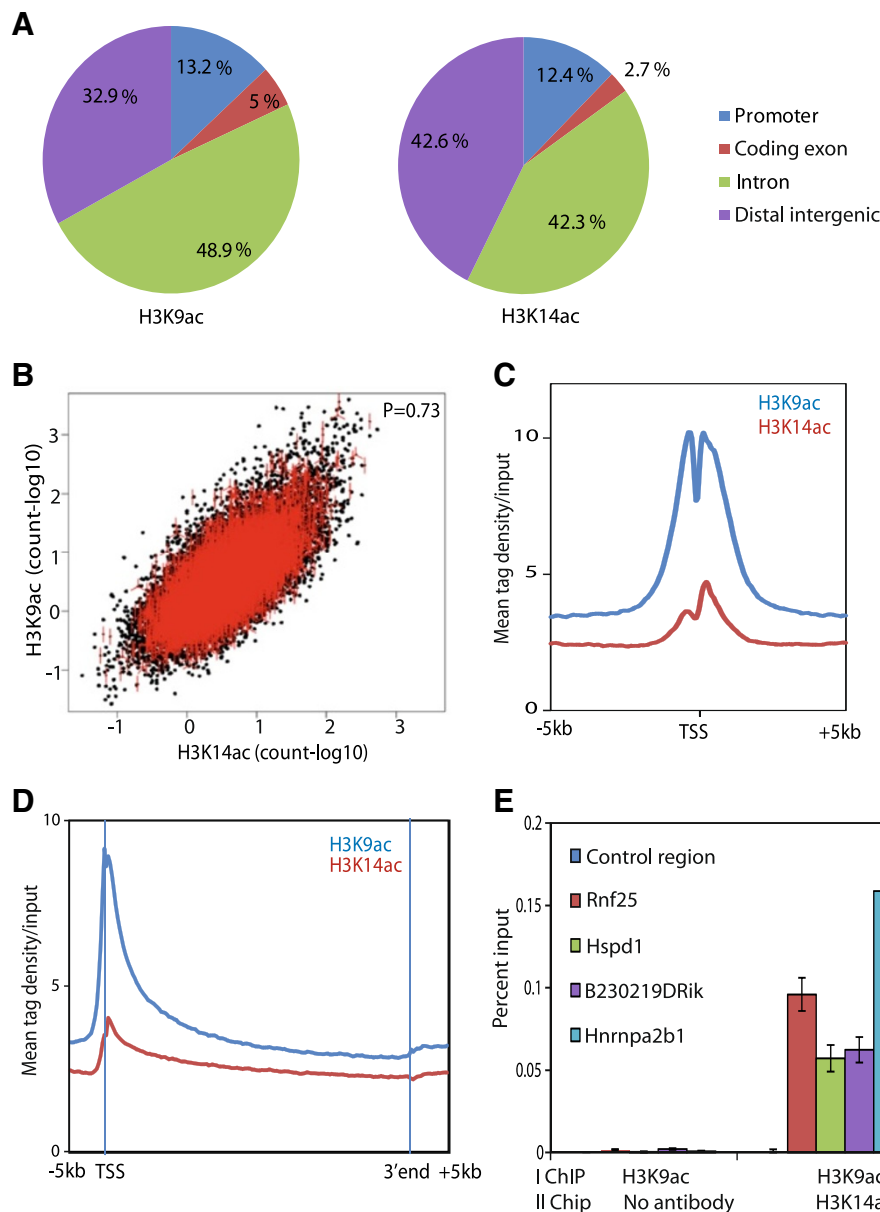 A
13.2 %
5 %
32.9 %
48.9 %
H3K9ac
12.4 %
2.7 %
42.6 %
42.3 %
H3K14ac
Promoter
Coding exon
Intron
Distal intergenic
B
P=0.73
H3K9ac (count-log10)
3
2
1
0
-1
-1 0 1 2 3
H3K14ac (count-log10)
C
H3K9ac
H3K14ac
Mean tag density/input
10
5
0
-5kb TSS +5kb
D
H3K9ac
H3K14ac
Mean tag density/input
10
5
0
-5kb TSS 3'end +5kb
E
Percent input
0.2
0.15
0.1
0.05
0
Control region
Rnf25
Hspd1
B230219DRik
Hnrnpa2b1
I ChIP H3K9ac H3K9ac
II Chip No antibody H3K14a